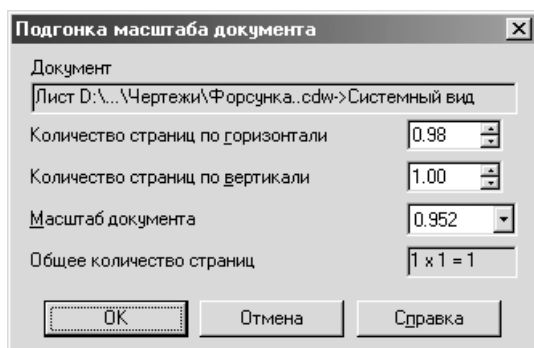 Подгонка масштаба документа
Документ
Лист D:\...\Чертежи\Форсунка..cdw->Системный вид
Количество страниц по горизонтали 0.98
Количество страниц по вертикали 1.00
Масштаб документа 0.952
Общее количество страниц 1 x 1 = 1
OK Отмена Справка